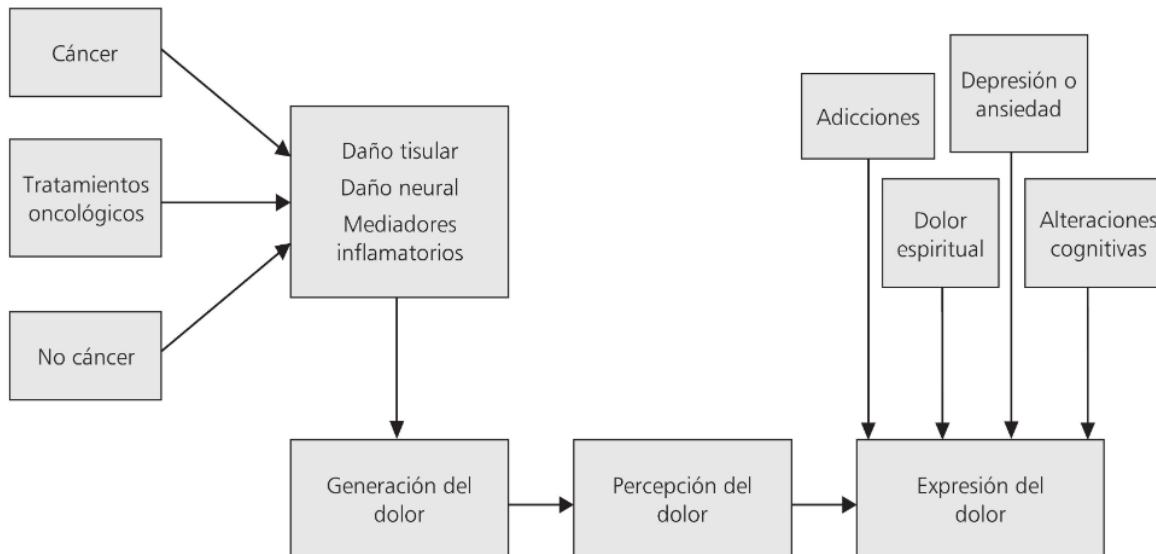 Cáncer
Tratamientos
oncológicos
No cáncer
Daño tisular
Daño neural
Mediadores
inflamatorios
Adicciones
Depresión o
ansiedad
Dolor
espiritual
Alteraciones
cognitivas
Generación del
dolor
Percepción del
dolor
Expresión del
dolor